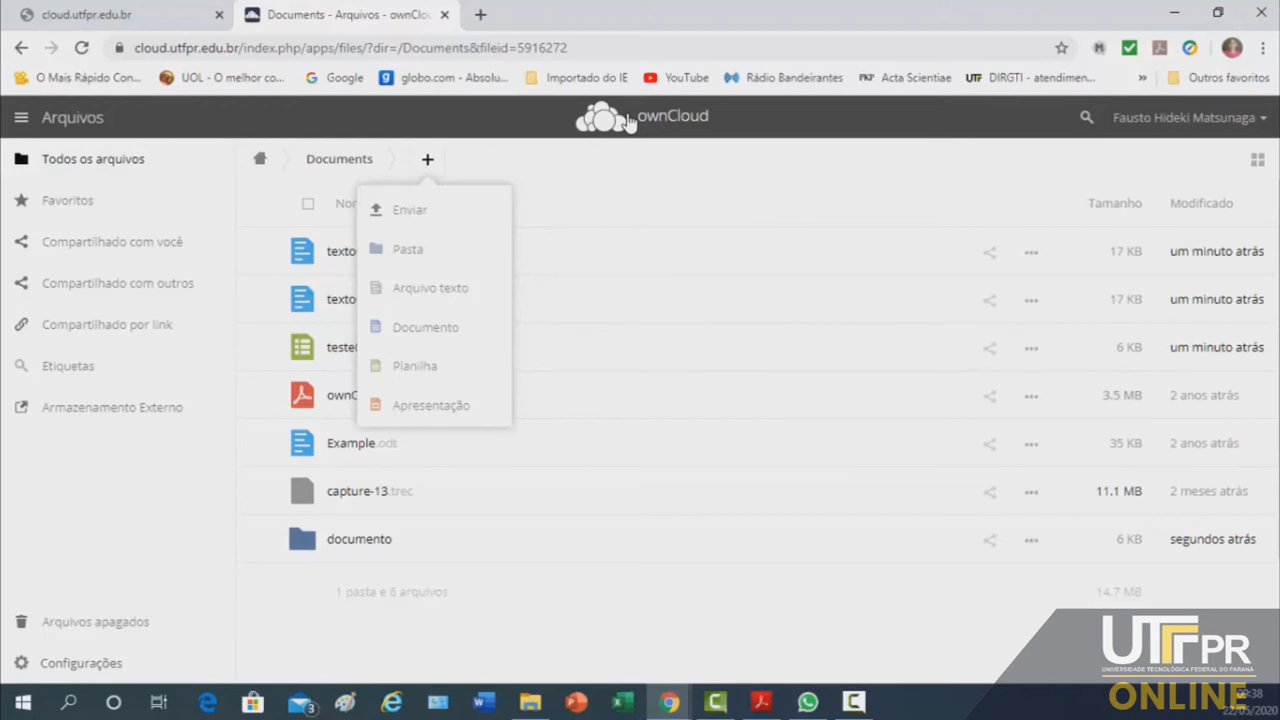 cloud.utfpr.edu.br
Documents - Arquivos - ownClo
cloud.utfpr.edu.br/index.php/apps/files/?dir=/Documents&fileid=5916272
O Mais Rápido Con...
UOL - O melhor co...
Google
globo.com - Absolu...
Importado do IE
YouTube
Rádio Bandeirantes
Acta Scientiae
UTF DIRGTI - atendimen...
Outros favoritos
Arquivos
ownCloud
Fausto Hideki Matsunaga
Todos os arquivos
Favoritos
Compartilhado com você
Compartilhado com outros
Compartilhado por link
Etiquetas
Armazenamento Externo
Arquivos apagados
Configurações
Documents
+
Enviar
Pasta
Arquivo texto
Documento
Planilha
Apresentação
Tamanho Modificado
texto 17 KB um minuto atrás
texto 17 KB um minuto atrás
6 KB um minuto atrás
3.5 MB 2 anos atrás
Example.odt 35 KB 2 anos atrás
capture-13.trec 11.1 MB 2 meses atrás
documento 6 KB segundos atrás
1 pasta e 6 arquivos 14.7 MB
UTFPR
UNIVERSIDADE TECNOLÓGICA FEDERAL DO PARANÁ
ONLINE
3
09:38
22/05/2020